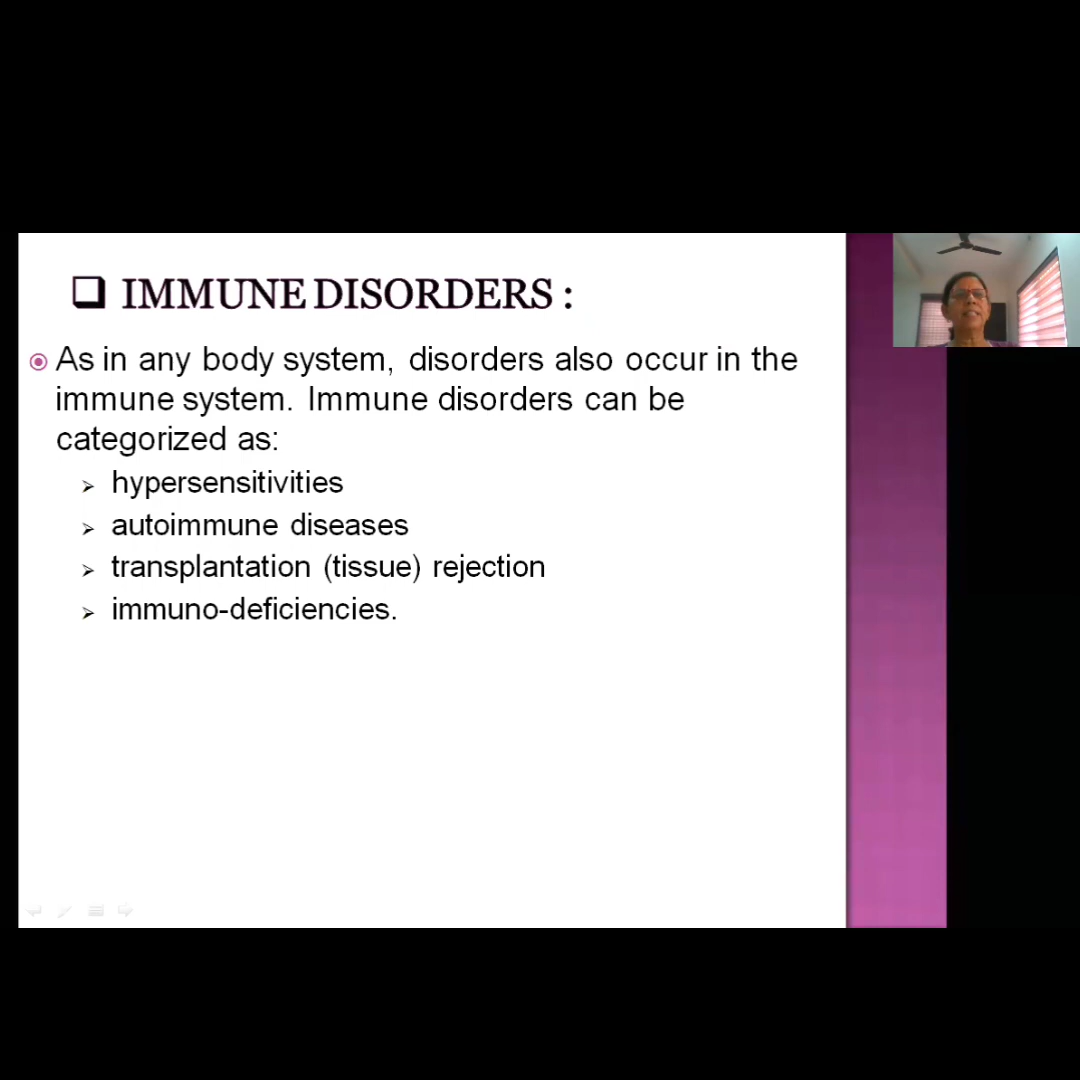 IMMUNE DISORDERS :
As in any body system, disorders also occur in the
immune system. Immune disorders can be
categorized as:
hypersensitivities
autoimmune diseases
transplantation (tissue) rejection
immuno-deficiencies.